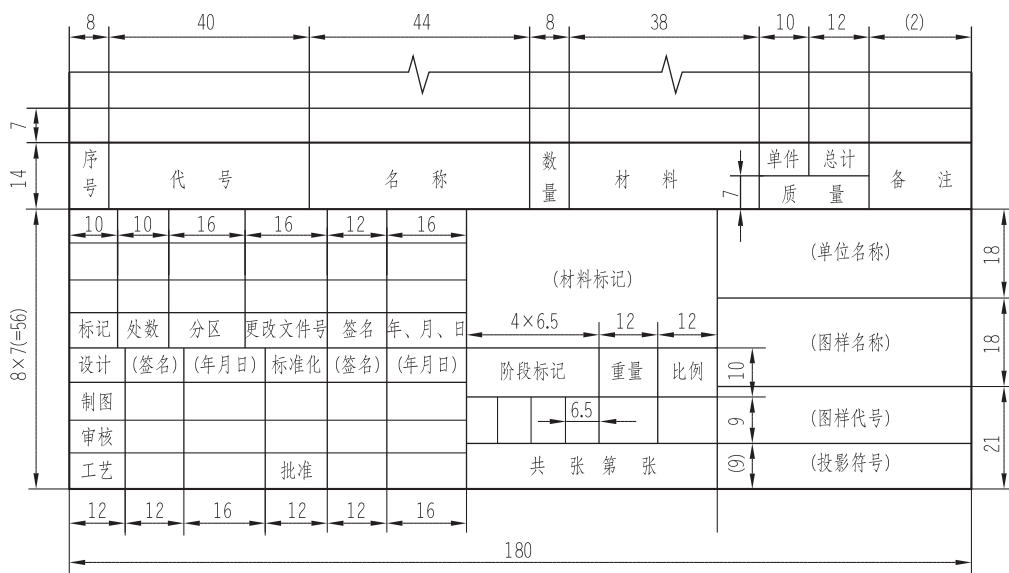 8 40 44 8 38 10 12 (2)
7
14
序号 代号 名称 数量 材料 单件 总计 备注
7 质量
10 10 16 16 12 16
(单位名称)
18
(材料标记)
标记 处数 分区 更改文件号 签名 年、月、日 4×6.5 12 12
8×7(=56)
(图样名称)
18
设计 (签名) (年月日) 标准化 (签名) (年月日) 阶段标记 重量 比例 10
制图 6.5 9 (图样代号)
审核
21
工艺 批准 共 张 第 张 (9) (投影符号)
12 12 16 12 12 16
180